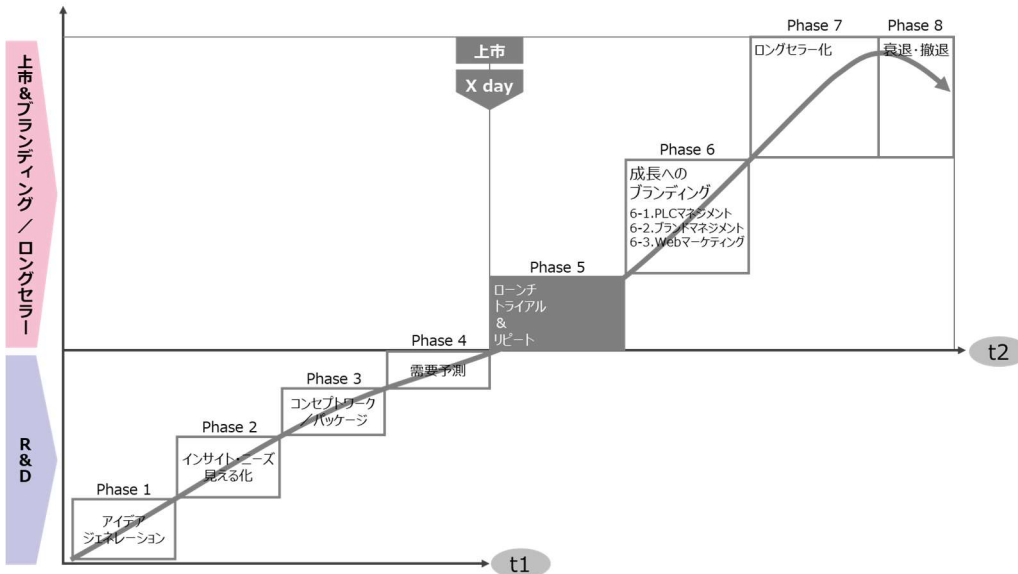 上市&ブランディング／ロングセラー
R&D
Phase 1
アイデア
ジェネレーション
Phase 2
インサイト・ニーズ
見える化
Phase 3
コンセプトワーク
／パッケージ
Phase 4
需要予測
上市
X day
Phase 5
ローンチ
トライアル
&
リピート
Phase 6
成長への
ブランディング
6-1.PLCマネジメント
6-2.ブランドマネジメント
6-3.Webマーケティング
Phase 7
ロングセラー化
Phase 8
衰退・撤退
t2
t1